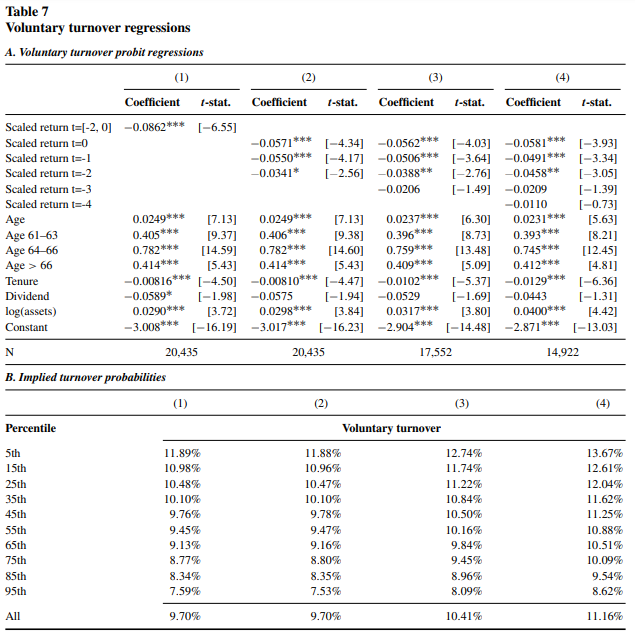 Table 7
Voluntary turnover regressions
A. Voluntary turnover probit regressions
(1) (2) (3) (4)
Coefficient t-stat. Coefficient t-stat. Coefficient t-stat. Coefficient t-stat.
Scaled return t=[-2, 0] −0.0862*** [−6.55]
Scaled return t=0 −0.0571*** [−4.34] −0.0562*** [−4.03] −0.0581*** [−3.93]
Scaled return t=-1 −0.0550*** [−4.17] −0.0506*** [−3.64] −0.0491*** [−3.34]
Scaled return t=-2 −0.0341* [−2.56] −0.0388** [−2.76] −0.0458** [−3.05]
Scaled return t=-3 −0.0206 [−1.49] −0.0209 [−1.39]
Scaled return t=-4 −0.0110 [−0.73]
Age 0.0249*** [7.13] 0.0249*** [7.13] 0.0237*** [6.30] 0.0231*** [5.63]
Age 61–63 0.405*** [9.37] 0.406*** [9.38] 0.396*** [8.73] 0.393*** [8.21]
Age 64–66 0.782*** [14.59] 0.782*** [14.60] 0.759*** [13.48] 0.745*** [12.45]
Age > 66 0.414*** [5.43] 0.414*** [5.43] 0.409*** [5.09] 0.412*** [4.81]
Tenure −0.00816*** [−4.50] −0.00810*** [−4.47] −0.0102*** [−5.37] −0.0129*** [−6.36]
Dividend −0.0589* [−1.98] −0.0575 [−1.94] −0.0529 [−1.69] −0.0443 [−1.31]
log(assets) 0.0290*** [3.72] 0.0298*** [3.84] 0.0317*** [3.80] 0.0400*** [4.42]
Constant −3.008*** [−16.19] −3.017*** [−16.23] −2.904*** [−14.48] −2.871*** [−13.03]
N 20,435 20,435 17,552 14,922
B. Implied turnover probabilities
(1) (2) (3) (4)
Percentile Voluntary turnover
5th 11.89% 11.88% 12.74% 13.67%
15th 10.98% 10.96% 11.74% 12.61%
25th 10.48% 10.47% 11.22% 12.04%
35th 10.10% 10.10% 10.84% 11.62%
45th 9.76% 9.78% 10.50% 11.25%
55th 9.45% 9.47% 10.16% 10.88%
65th 9.13% 9.16% 9.84% 10.51%
75th 8.77% 8.80% 9.45% 10.09%
85th 8.34% 8.35% 8.96% 9.54%
95th 7.59% 7.53% 8.09% 8.62%
All 9.70% 9.70% 10.41% 11.16%